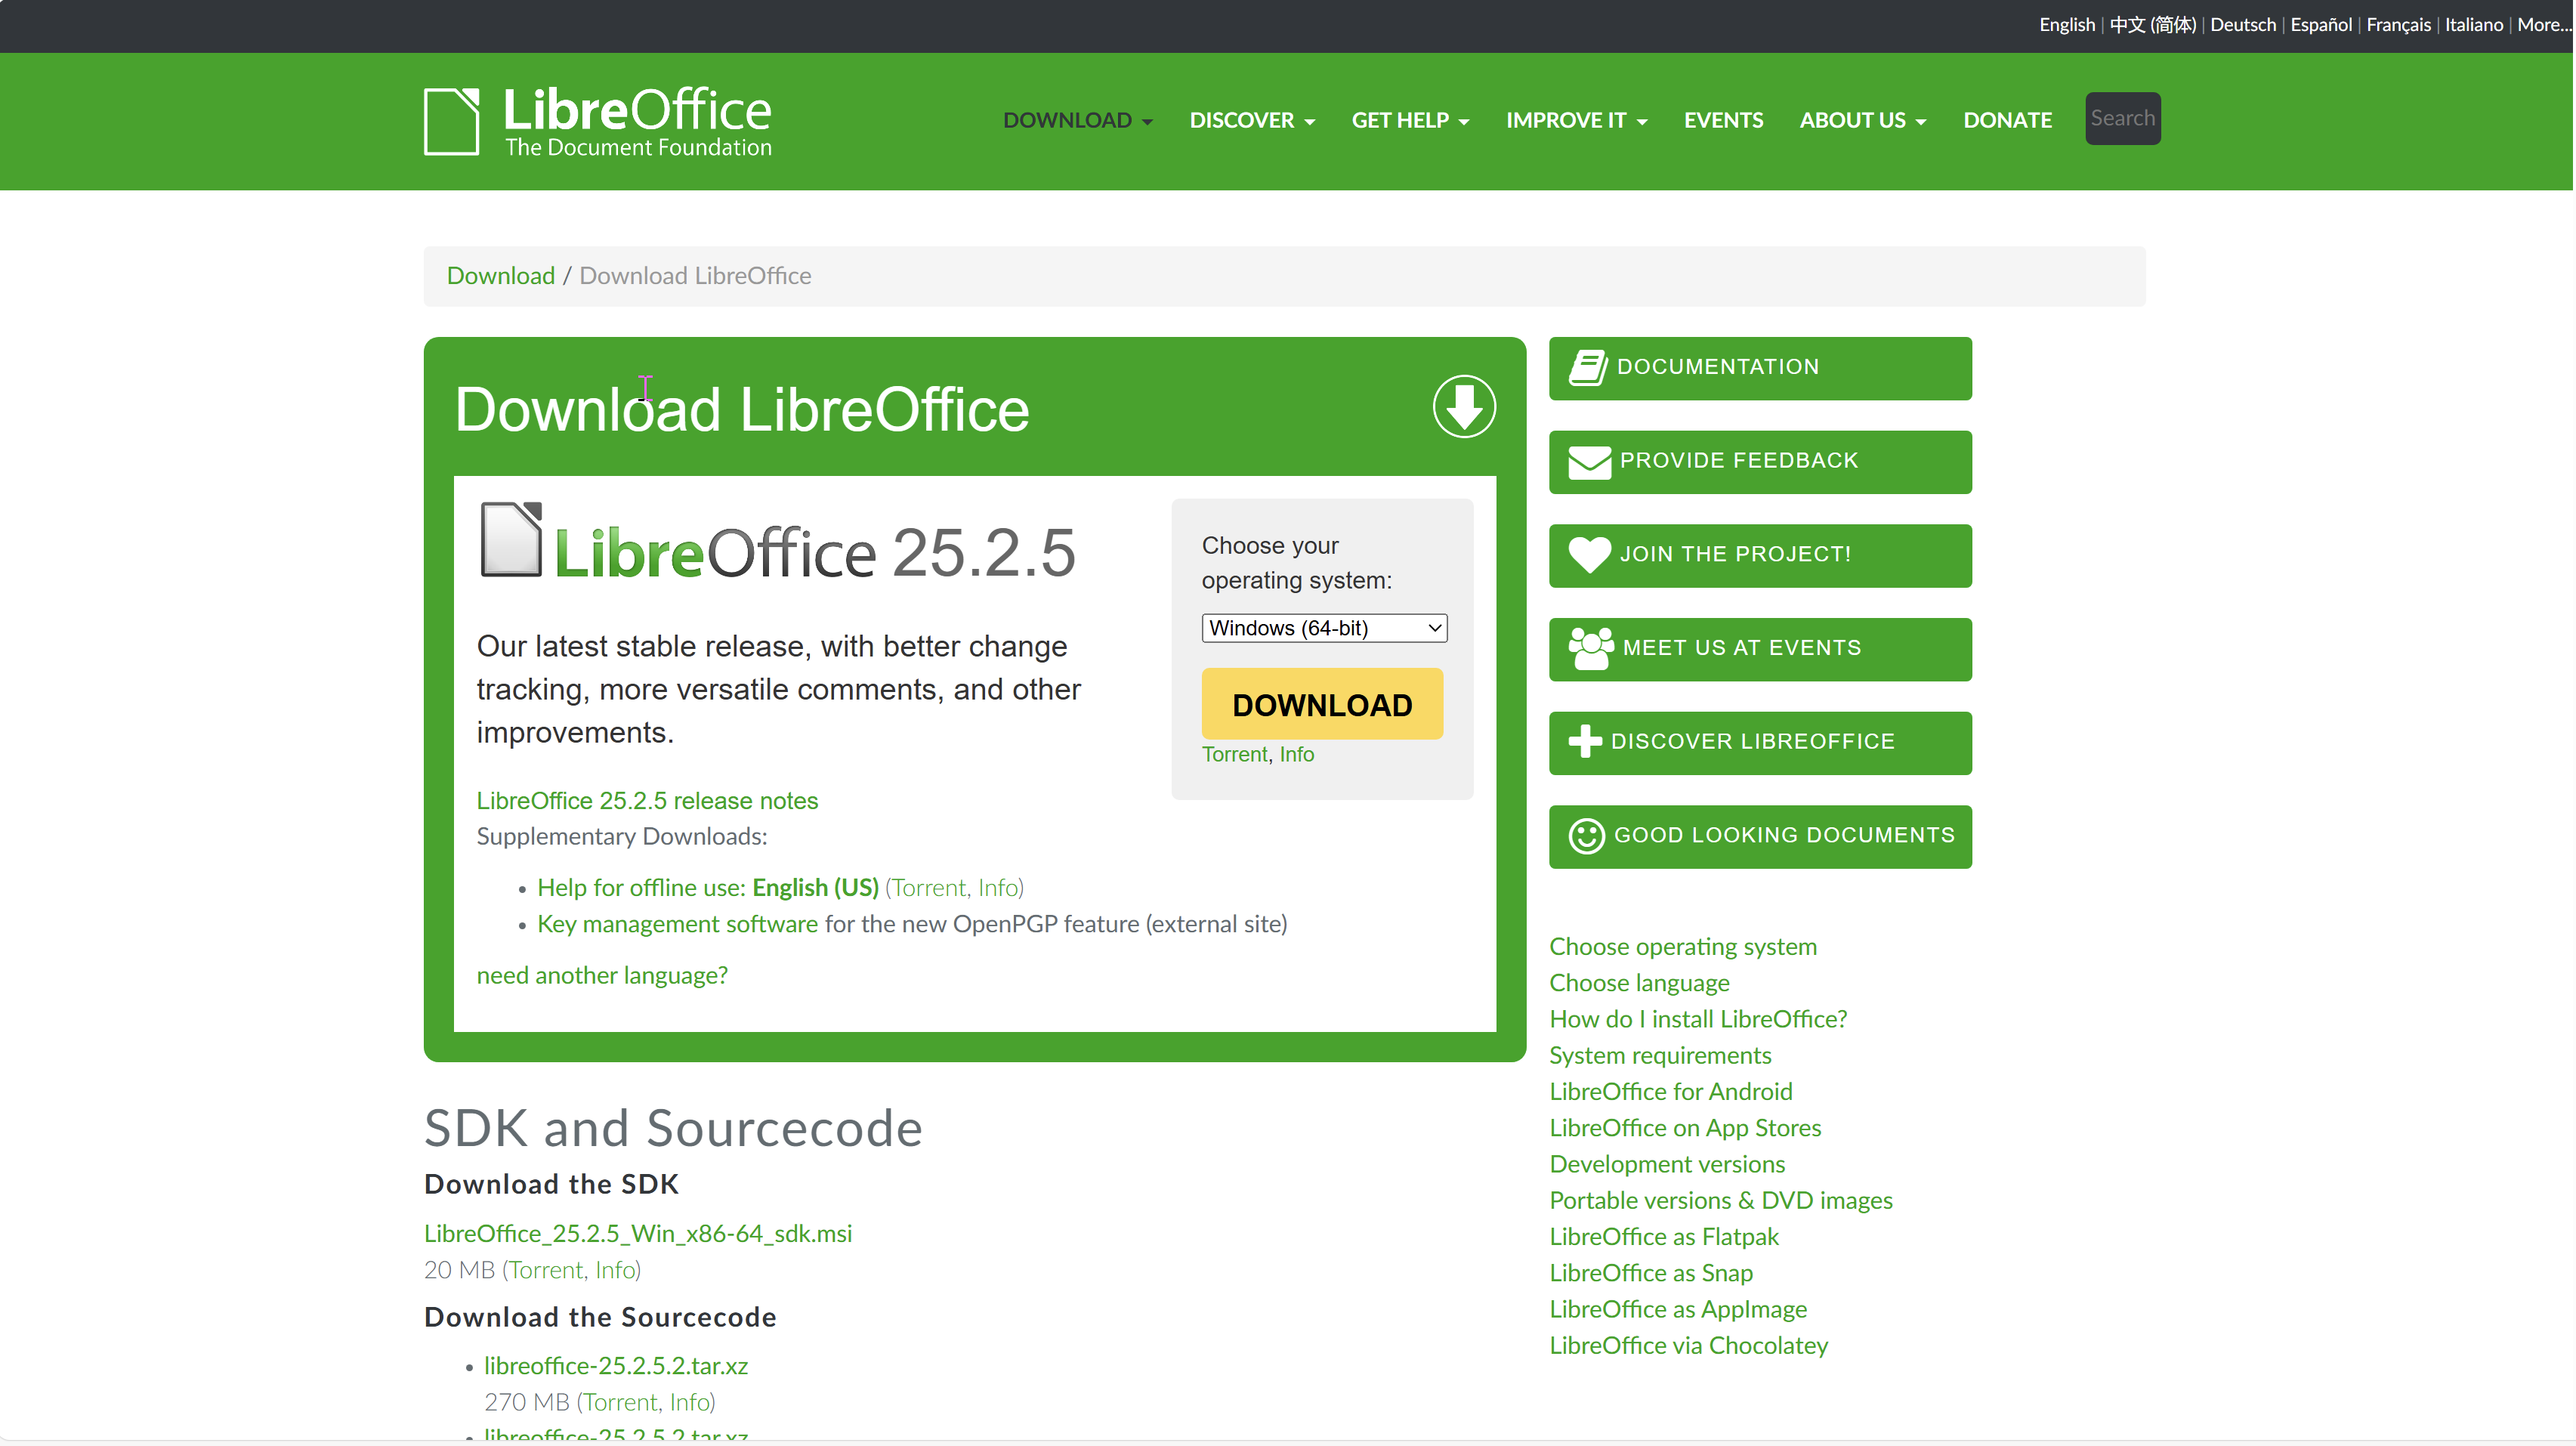 English | 中文 (简体) | Deutsch | Español | Français | Italiano | More...
LibreOffice
The Document Foundation
DOWNLOAD
DISCOVER
GET HELP
IMPROVE IT
EVENTS
ABOUT US
DONATE
Search
Download / Download LibreOffice
Download LibreOffice
LibreOffice 25.2.5
Our latest stable release, with better change
tracking, more versatile comments, and other
improvements.
LibreOffice 25.2.5 release notes
Supplementary Downloads:
• Help for offline use: English (US) (Torrent, Info)
• Key management software for the new OpenPGP feature (external site)
need another language?
Choose your
operating system:
Windows (64-bit)
DOWNLOAD
Torrent, Info
SDK and Sourcecode
Download the SDK
LibreOffice_25.2.5_Win_x86-64_sdk.msi
20 MB (Torrent, Info)
Download the Sourcecode
• libreoffice-25.2.5.2.tar.xz
270 MB (Torrent, Info)
• libreoffice-25.2.5.2.tar.xz
DOCUMENTATION
PROVIDE FEEDBACK
JOIN THE PROJECT!
MEET US AT EVENTS
DISCOVER LIBREOFFICE
GOOD LOOKING DOCUMENTS
Choose operating system
Choose language
How do I install LibreOffice?
System requirements
LibreOffice for Android
LibreOffice on App Stores
Development versions
Portable versions & DVD images
LibreOffice as Flatpak
LibreOffice as Snap
LibreOffice as AppImage
LibreOffice via Chocolatey